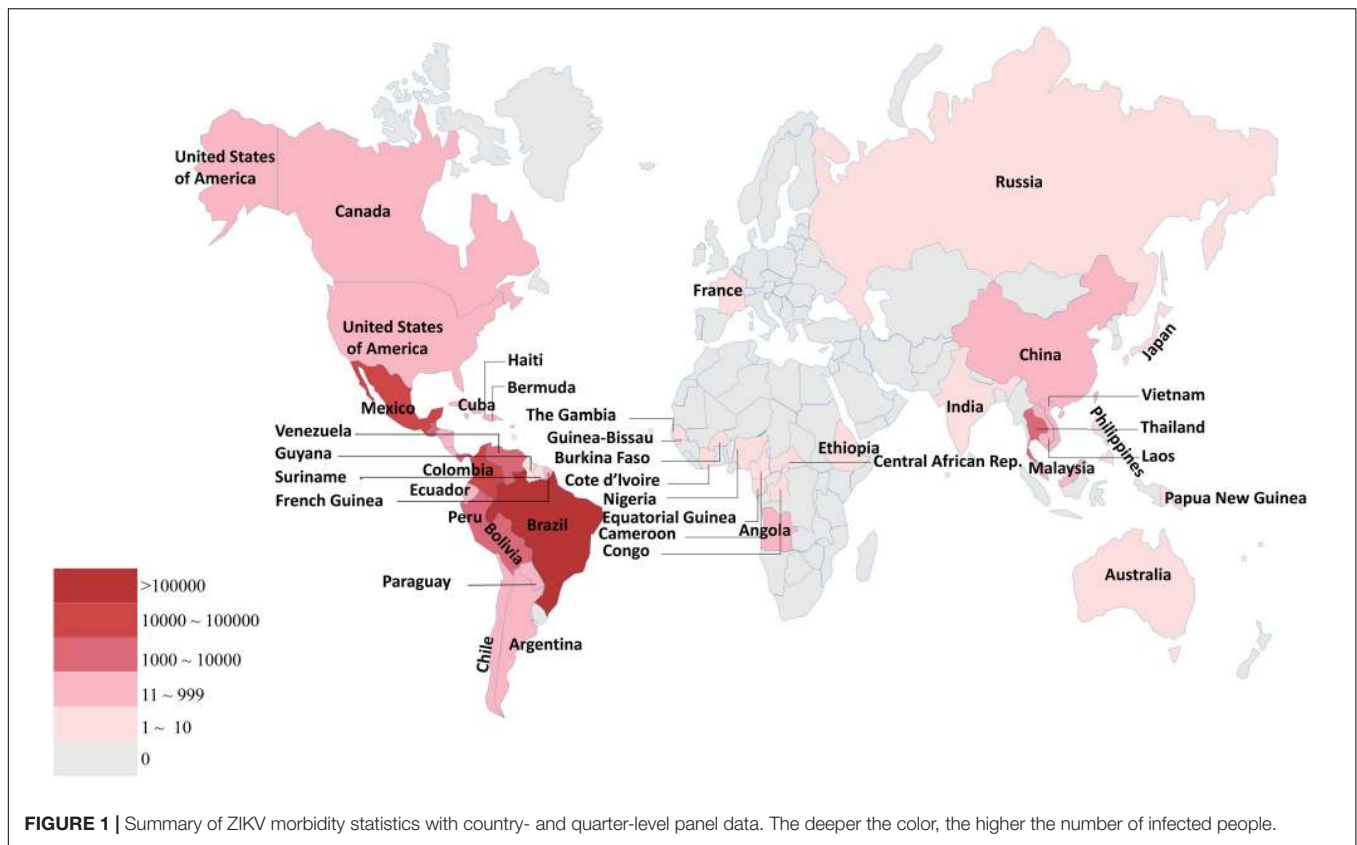 United States
of America
Canada
Russia
France
United States
of America
China
Japan
Haiti
Bermuda
Mexico
Cuba
India
Vietnam
The Gambia
Philippines
Thailand
Venezuela
Guinea-Bissau
Ethiopia
Guyana
Burkina Faso
Central African Rep.
Laos
Colombia
Malaysia
Suriname
Cote d'Ivoire
Ecuador
French Guinea
Nigeria
Papua New Guinea
Peru
Brazil
Equatorial Guinea
Angola
Bolivia
Cameroon
Congo
Paraguay
Australia
Chile
Argentina
>100000
10000 ~ 100000
1000 ~ 10000
11 ~ 999
1 ~ 10
0
FIGURE 1 | Summary of ZIKV morbidity statistics with country- and quarter-level panel data. The deeper the color, the higher the number of infected people.